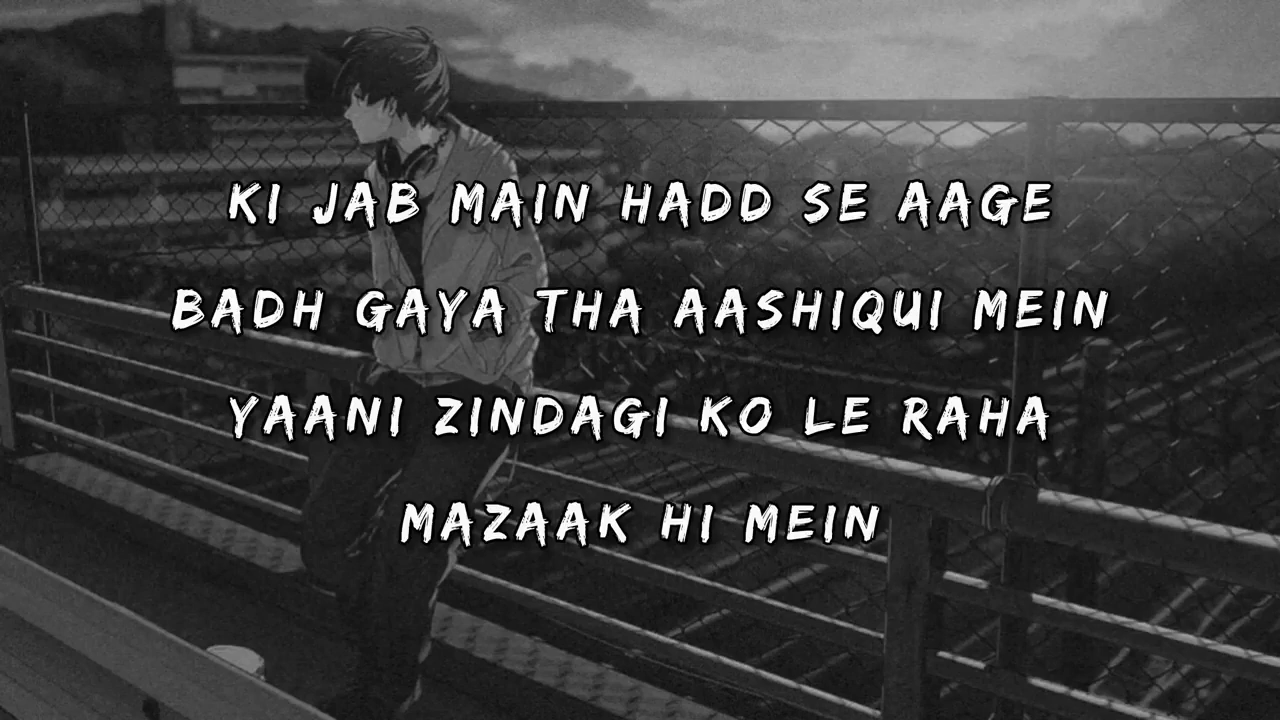 KI JAB MAIN HADD SE AAGE
BADH GAYA THA AASHIQUI MEIN
YAANI ZINDAGI KO LE RAHA
MAZAAK HI MEIN